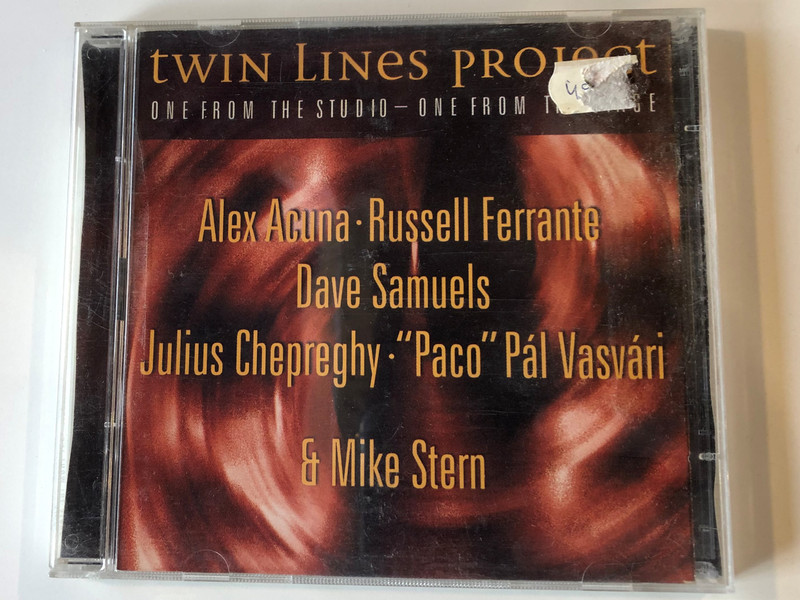 twin Lines project
ONE FROM THE STUDIO – ONE FROM
Alex Acuna · Russell Ferrante
Dave Samuels
Julius Chepreghy · "Paco" Pál Vasvári
& Mike Stern